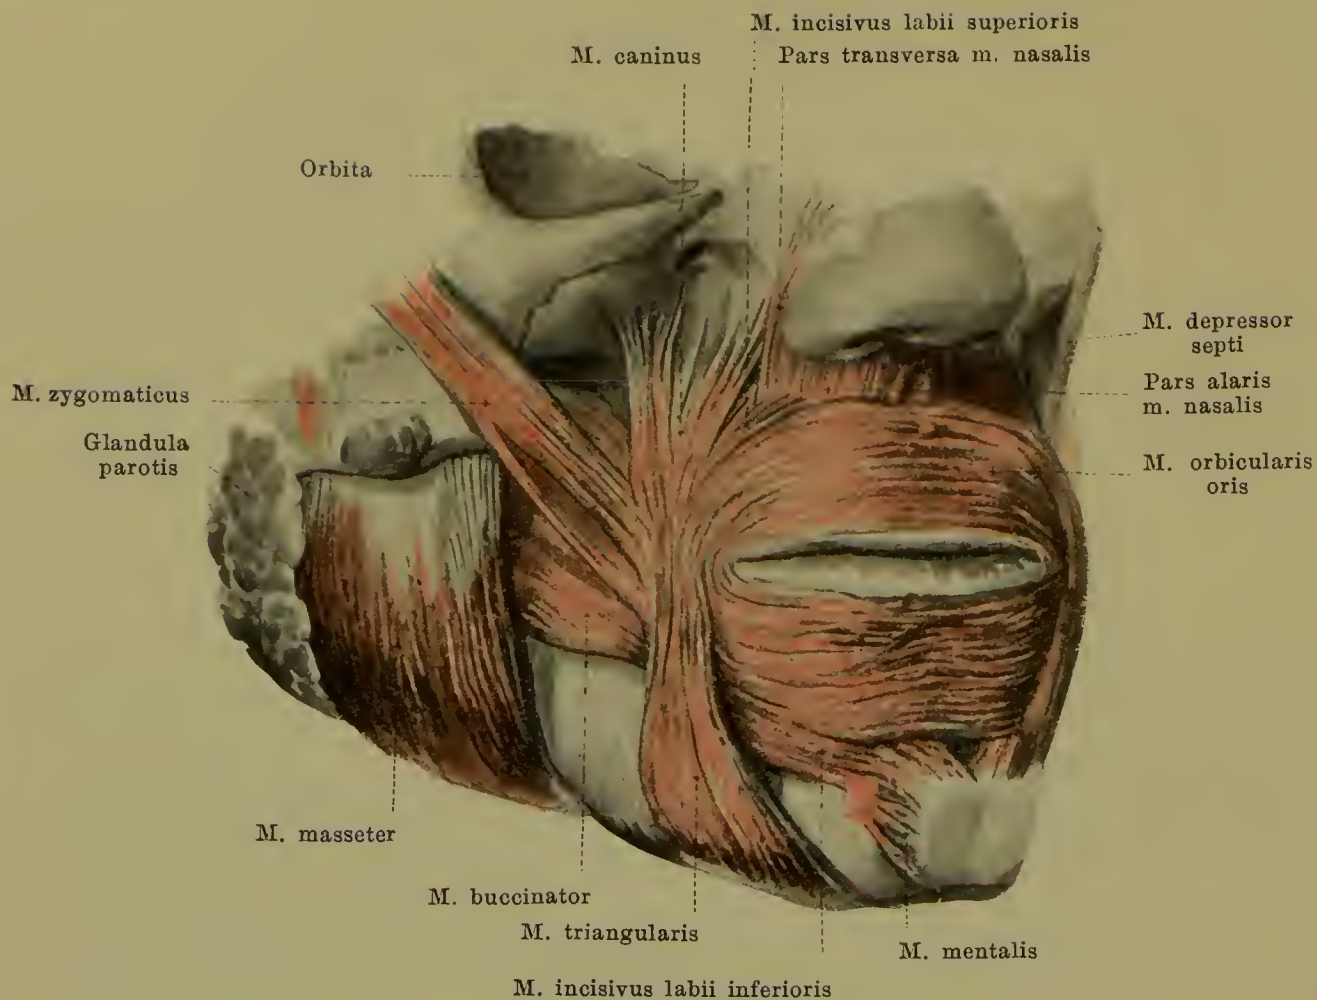 M. incisivus labii superioris
M. caninus
Pars transversa m. nasalis
Orbita
M. depressor
septi
M. zygomaticus
Pars alaris
m. nasalis
Glandula
parotis
M. orbicularis
oris
M. masseter
M. buccinator
M. triangularis
M. mentalis
M. incisivus labii inferioris